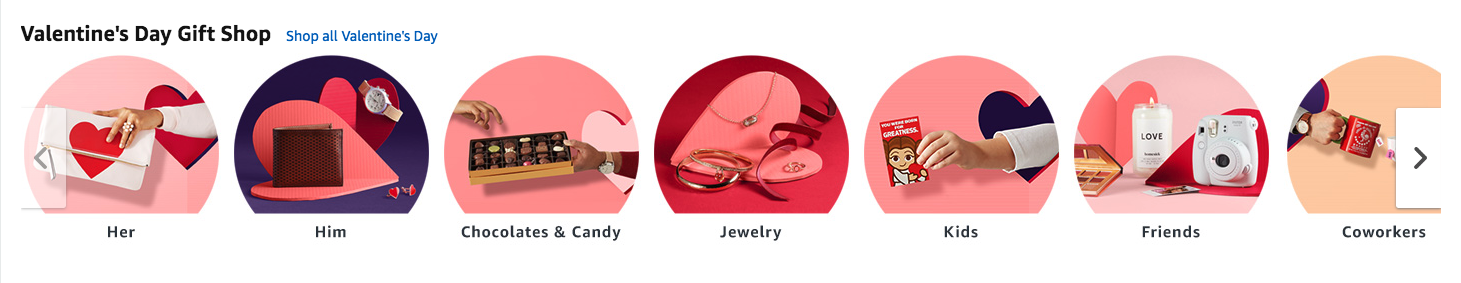 Valentine's Day Gift Shop Shop all Valentine's Day
YOU WERE BORN
FOR
GREATNESS.
LOVE
Her
Him
Chocolates & Candy
Jewelry
Kids
Friends
Coworkers